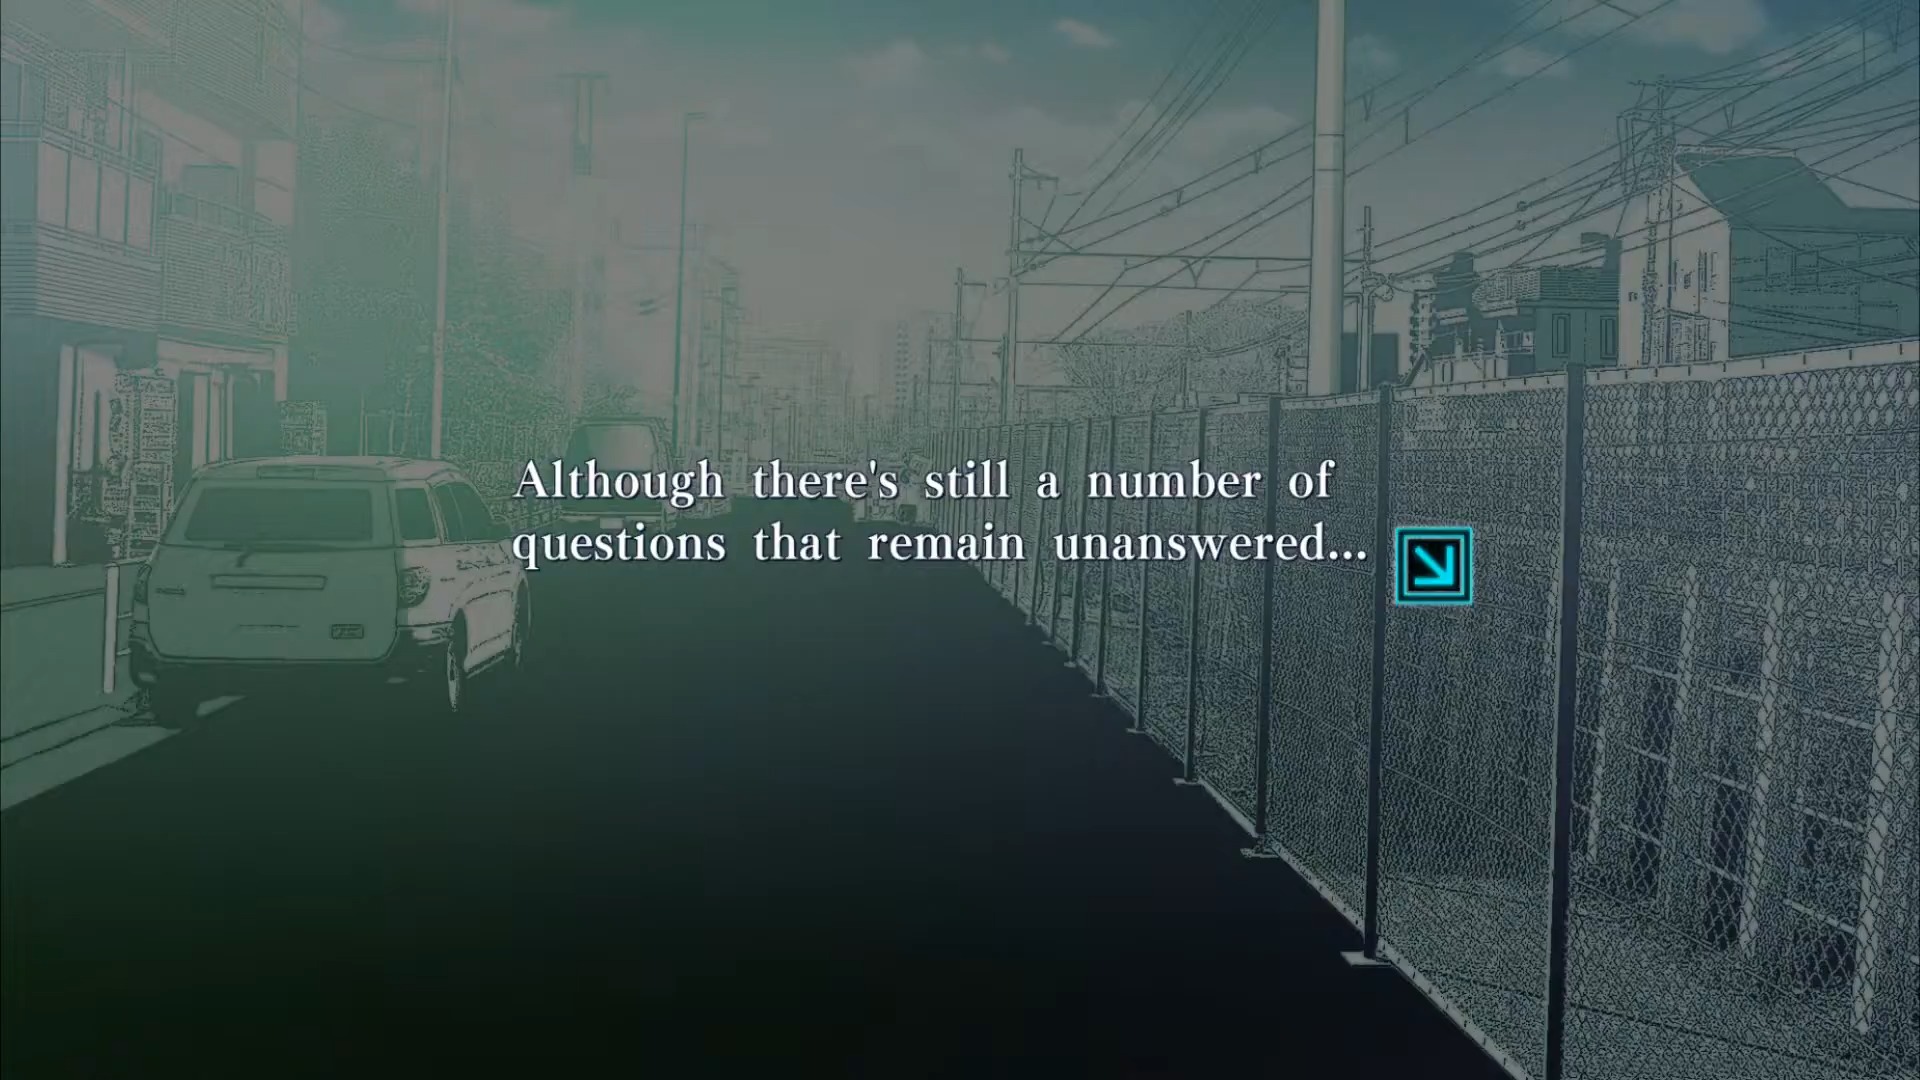 Although there's still a number of
questions that remain unanswered...